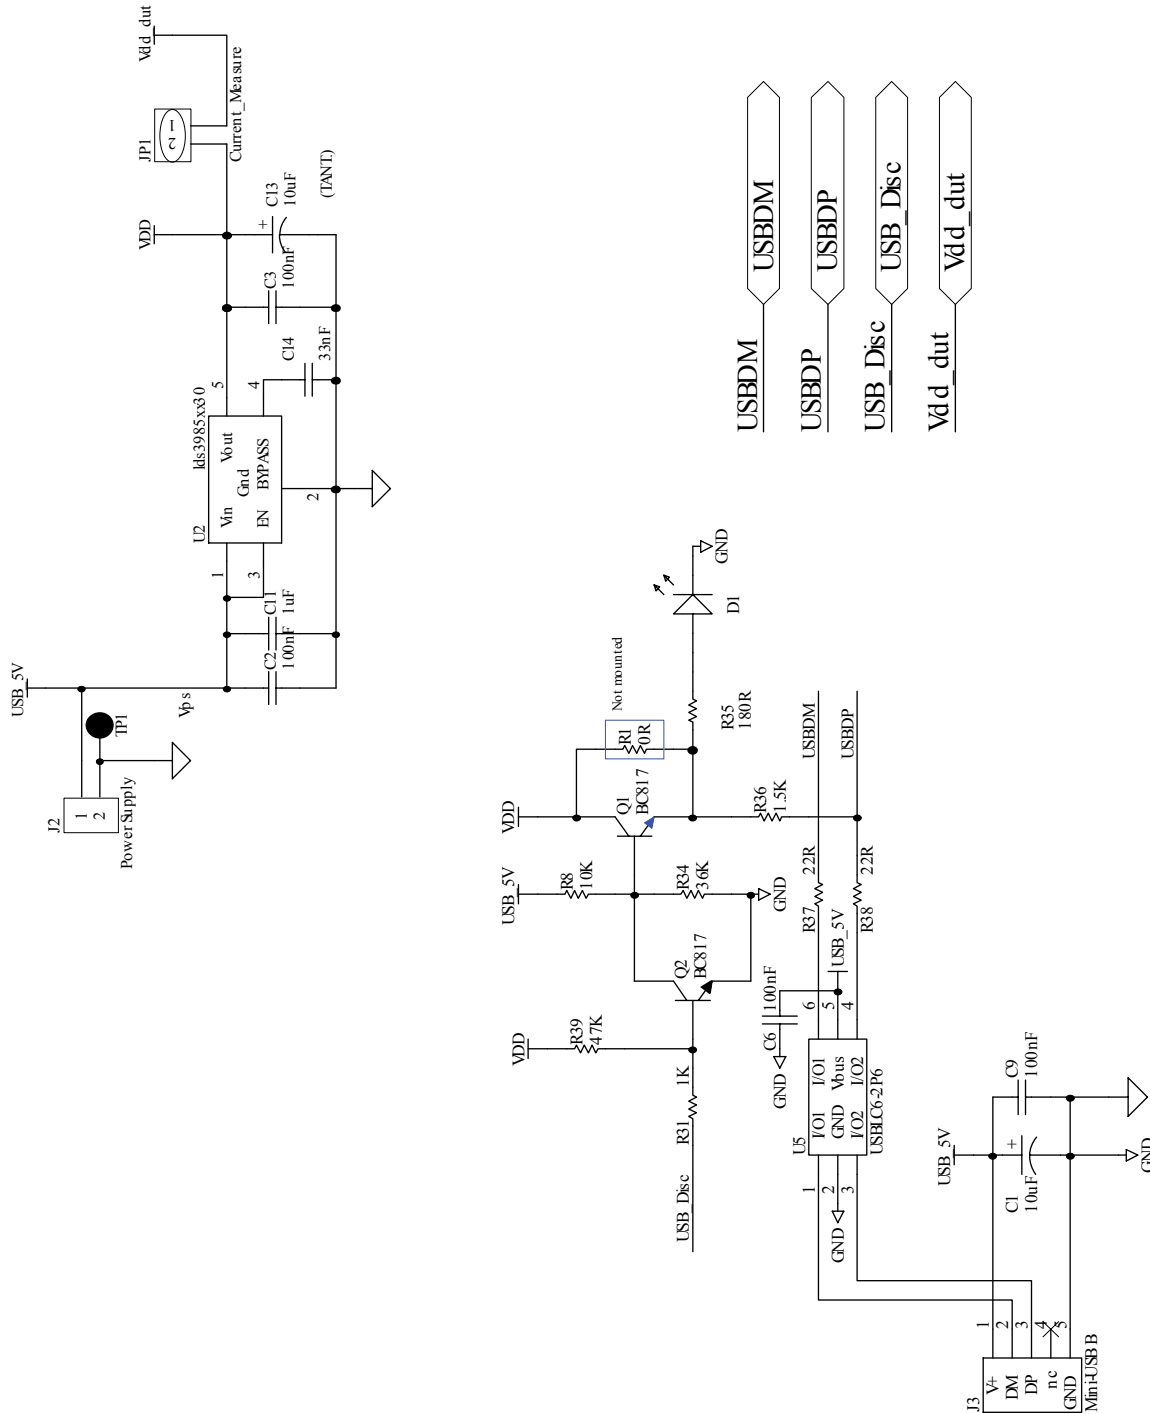 USB_5V
J2
1
2
Power Supply
TP1
Vps
C2
100nF
C11
1uF
1
3
U2
lds3985xx30
Vin
Vout
Gnd
EN
BYPASS
2
5
4
C14
33nF
C3
100nF
C13
10uF
+
(TANT.)
VDD
JP1
2
1
Current_Measure
Vdd_dut
USB_Disc
R31
1K
VDD
R39
47K
Q2
BC817
USB_5V
R8
10K
R34
36K
GND
VDD
Q1
BC817
R1
0R
Not mounted
R35
180R
D1
GND
R36
1.5K
USBDM
USBDP
R37
22R
R38
22R
USB_5V
C6
100nF
GND
U5
I/O1
I/O1
GND
Vbus
I/O2
I/O2
USBLC6-2P6
1
2
3
6
5
4
GND
J3
V+
DM
DP
nc
GND
Mini-USB B
1
2
3
4
5
USB_5V
C1
10uF
+
C9
100nF
GND
USBDM
USBDM
USBDP
USBDP
USB_Disc
USB_Disc
Vdd_dut
Vdd_dut